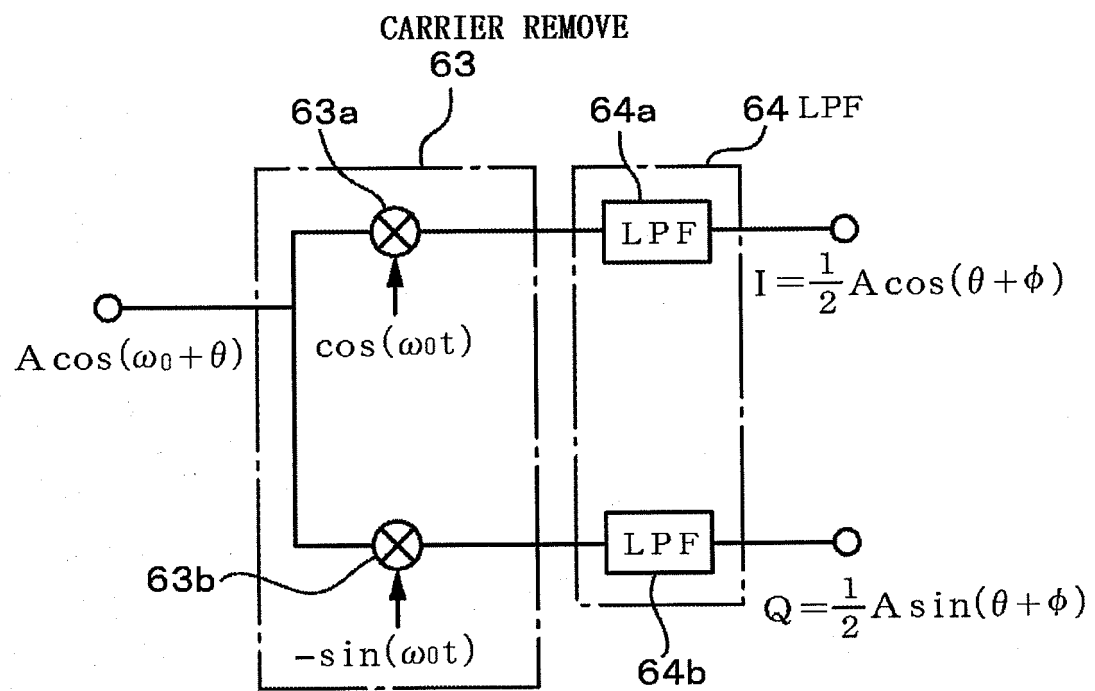 CARRIER REMOVE
63
63a
64a
64 LPF
LPF
I=1/2 A cos(θ+ϕ)
A cos(ω0+θ)
cos(ω0t)
63b
LPF
Q=1/2 A sin(θ+ϕ)
-sin(ω0t)
64b